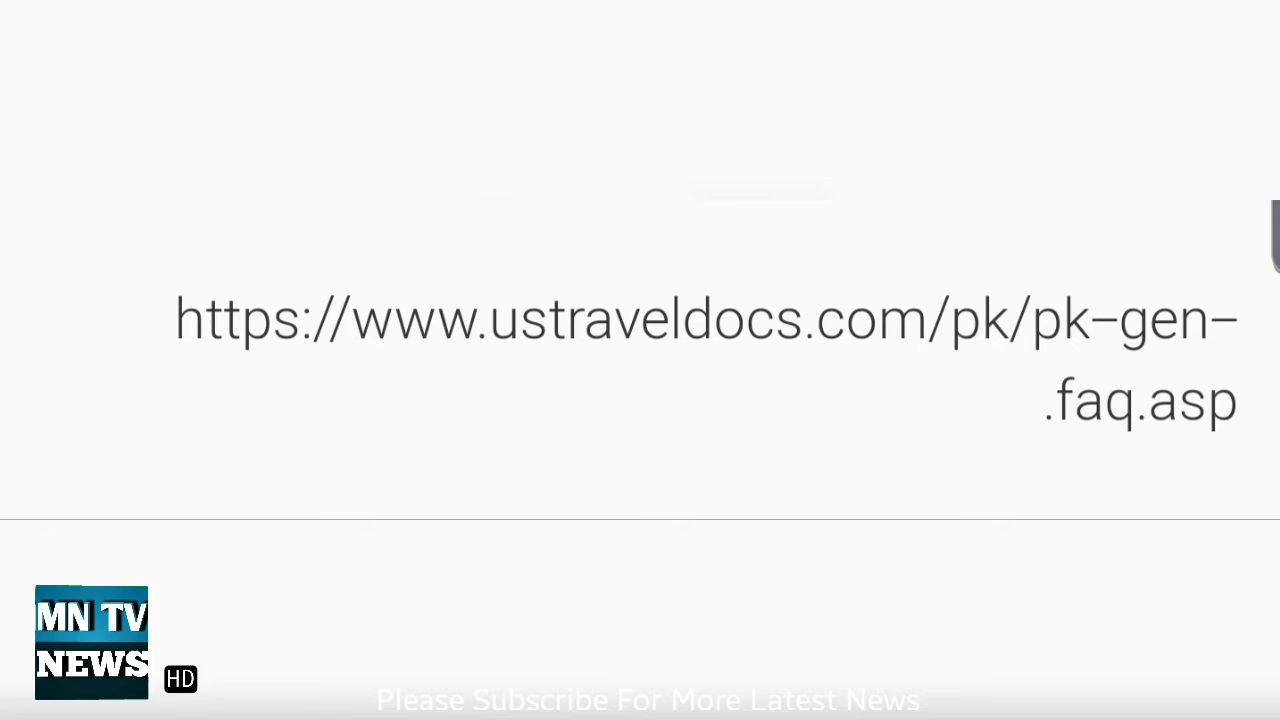 https://www.ustraveldocs.com/pk/pk-gen-
.faq.asp
MN TV
NEWS
HD
Please Subscribe For More Latest News